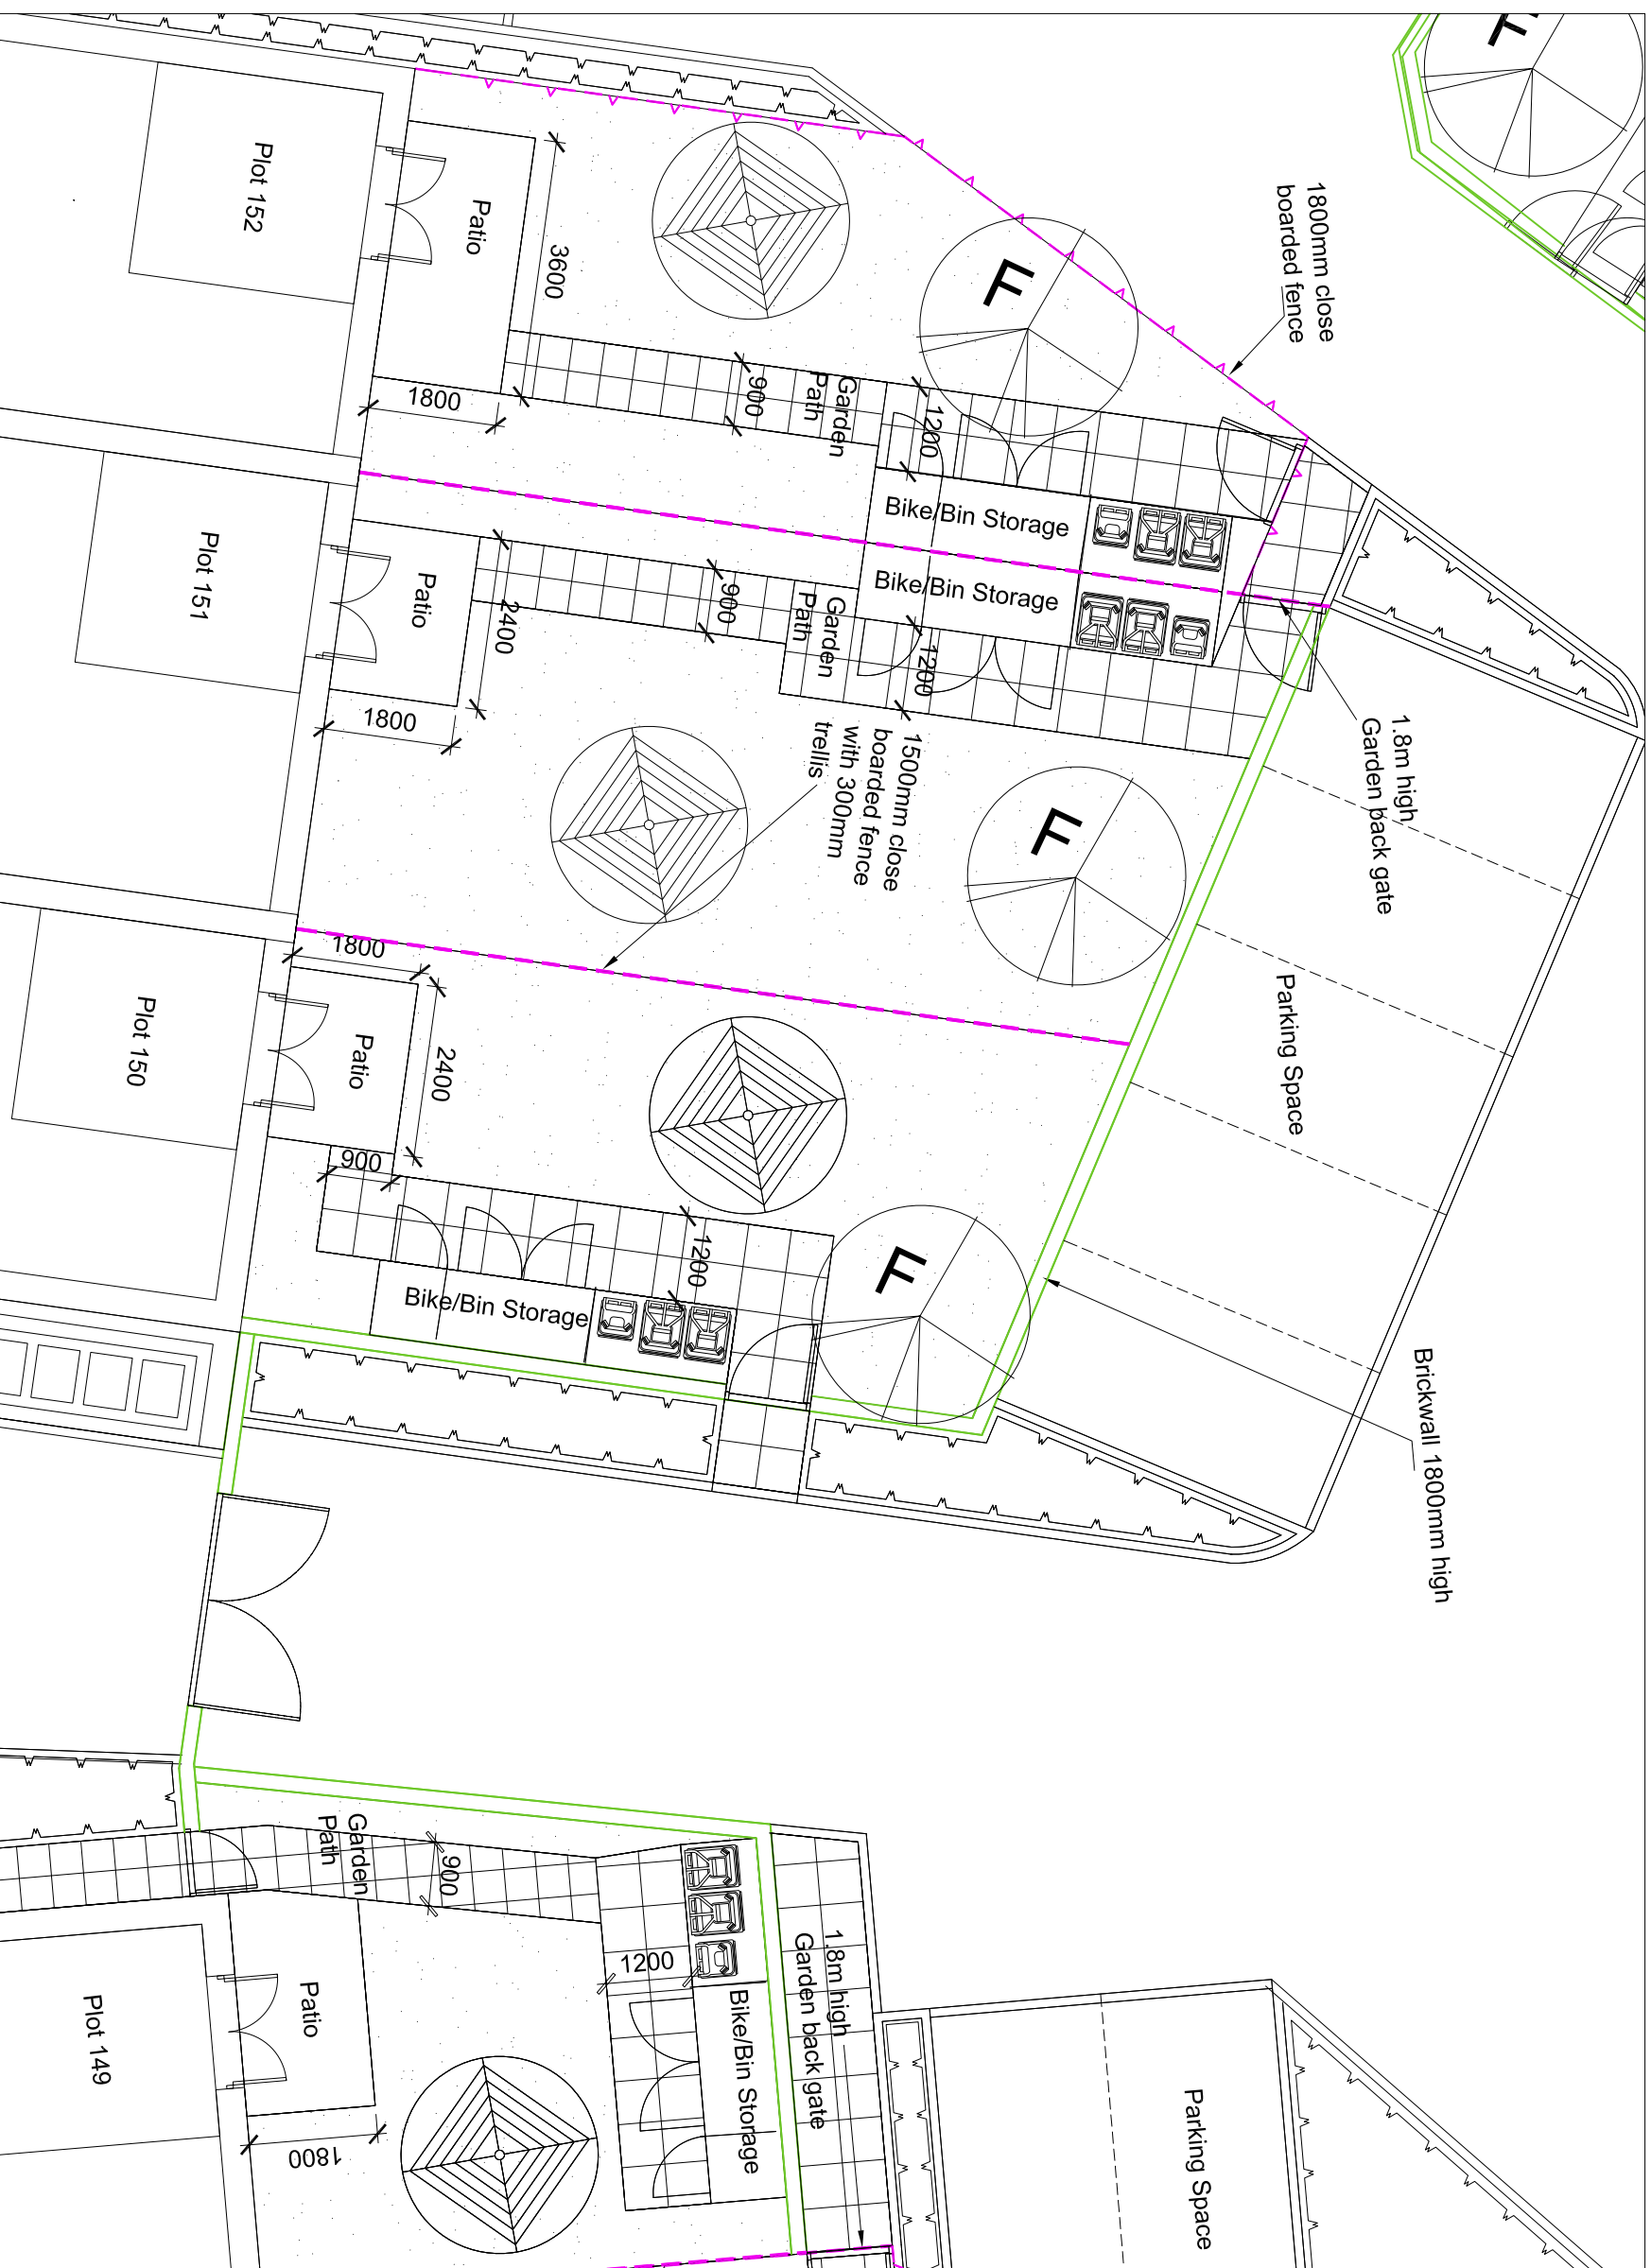 F
1800mm close
boarded fence
Plot 152
Patio
3600
F
1800
900
Garden
Path
1200
Bike/Bin Storage
Bike/Bin Storage
Plot 151
Patio
2400
900
Garden
Path
1200
1800
1.8m high
Garden back gate
1500mm close
boarded fence
with 300mm
trellis
F
Parking Space
1800
Plot 150
Patio
2400
900
1200
Bike/Bin Storage
F
Brickwall 1800mm high
Garden
Path
900
1200
Bike/Bin Storage
1.8m high
Garden back gate
Plot 149
Patio
1800
Parking Space